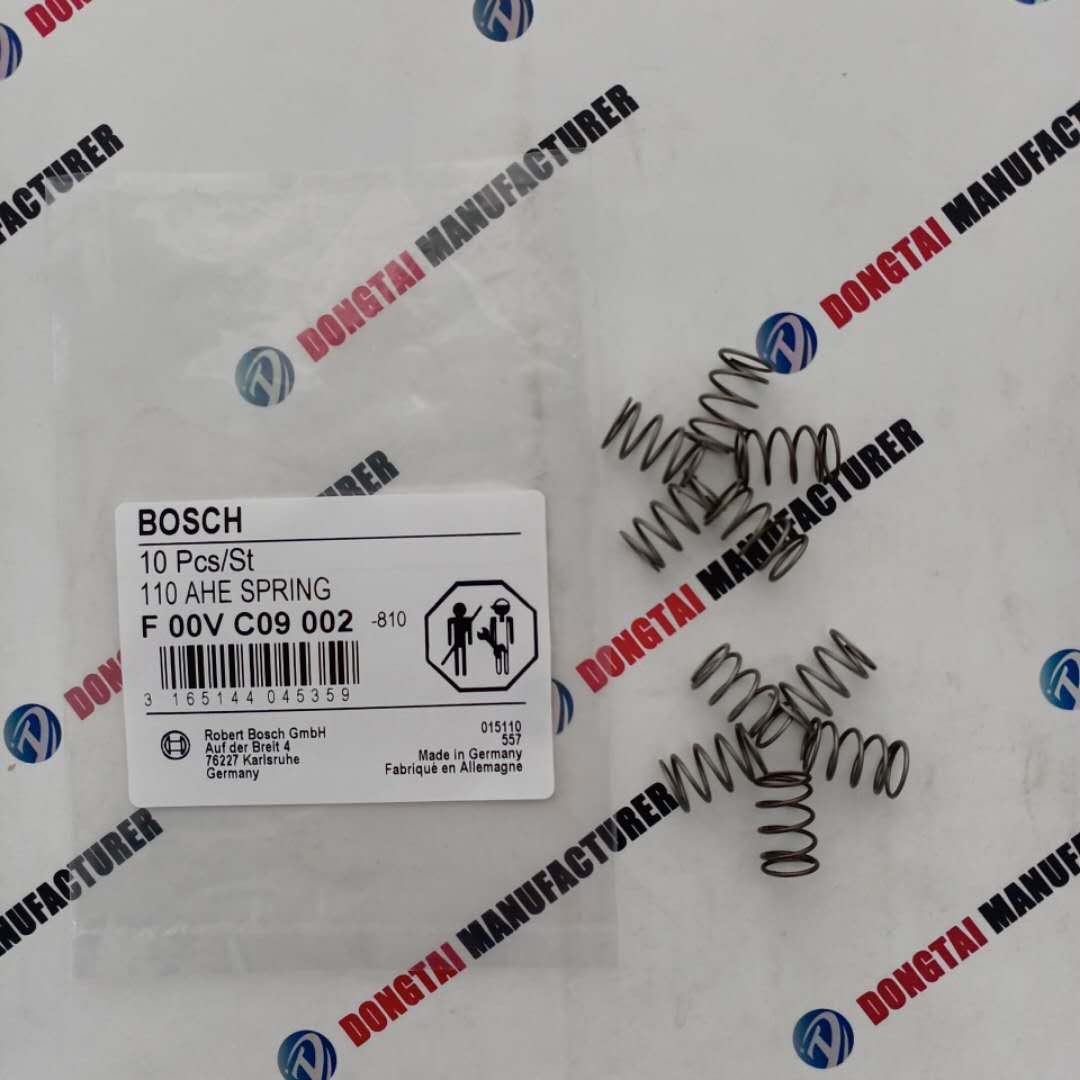 DONGTAI MANUFACTURER
DONGTAI MANUFACTURER
BOSCH
10 Pcs/St
110 AHE SPRING
F 00V C09 002 -810
3 165144 045359
Robert Bosch GmbH
Auf der Breit 4
76227 Karlsruhe
Germany
015110
557
Made in Germany
Fabriqué en Allemagne
DONGTAI MANUFACTURER
DONGTAI MANUFACTURER
DONGTAI MANUFACTURER